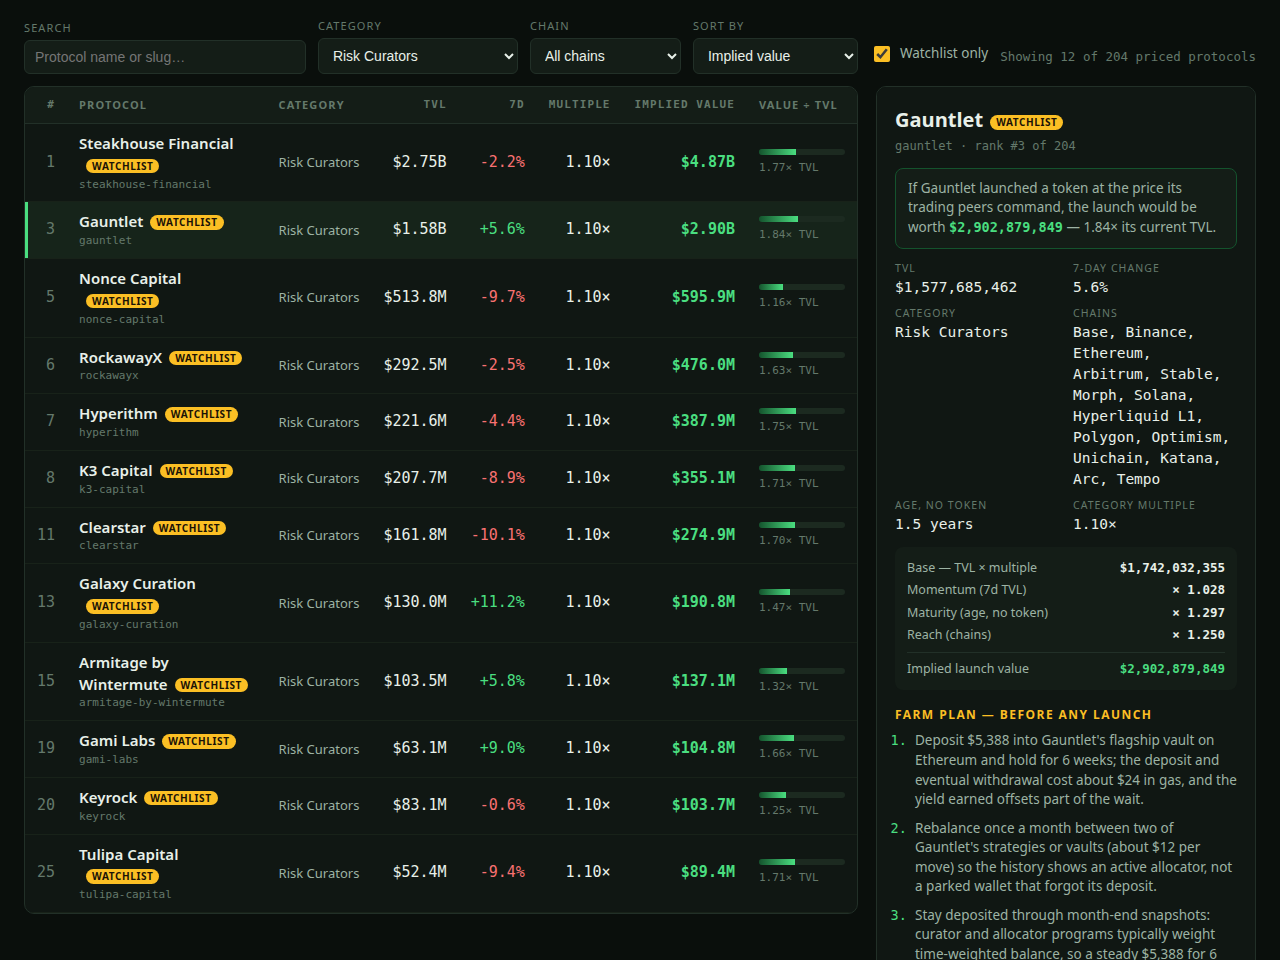 SEARCH
CATEGORY
CHAIN
SORT BY
Protocol name or slug…
Risk Curators
All chains
Implied value
Watchlist only
Showing 12 of 204 priced protocols
# PROTOCOL CATEGORY TVL 7D MULTIPLE IMPLIED VALUE VALUE ÷ TVL
1 Steakhouse Financial WATCHLIST steakhouse-financial Risk Curators $2.75B -2.2% 1.10× $4.87B 1.77× TVL
3 Gauntlet WATCHLIST gauntlet Risk Curators $1.58B +5.6% 1.10× $2.90B 1.84× TVL
5 Nonce Capital WATCHLIST nonce-capital Risk Curators $513.8M -9.7% 1.10× $595.9M 1.16× TVL
6 RockawayX WATCHLIST rockawayx Risk Curators $292.5M -2.5% 1.10× $476.0M 1.63× TVL
7 Hyperithm WATCHLIST hyperithm Risk Curators $221.6M -4.4% 1.10× $387.9M 1.75× TVL
8 K3 Capital WATCHLIST k3-capital Risk Curators $207.7M -8.9% 1.10× $355.1M 1.71× TVL
11 Clearstar WATCHLIST clearstar Risk Curators $161.8M -10.1% 1.10× $274.9M 1.70× TVL
13 Galaxy Curation WATCHLIST galaxy-curation Risk Curators $130.0M +11.2% 1.10× $190.8M 1.47× TVL
15 Armitage by Wintermute WATCHLIST armitage-by-wintermute Risk Curators $103.5M +5.8% 1.10× $137.1M 1.32× TVL
19 Gami Labs WATCHLIST gami-labs Risk Curators $63.1M +9.0% 1.10× $104.8M 1.66× TVL
20 Keyrock WATCHLIST keyrock Risk Curators $83.1M -0.6% 1.10× $103.7M 1.25× TVL
25 Tulipa Capital WATCHLIST tulipa-capital Risk Curators $52.4M -9.4% 1.10× $89.4M 1.71× TVL
Gauntlet WATCHLIST
gauntlet · rank #3 of 204
If Gauntlet launched a token at the price its
trading peers command, the launch would be
worth $2,902,879,849 — 1.84× its current TVL.
TVL
$1,577,685,462
7-DAY CHANGE
5.6%
CATEGORY
Risk Curators
CHAINS
Base, Binance,
Ethereum,
Arbitrum, Stable,
Morph, Solana,
Hyperliquid L1,
Polygon, Optimism,
Unichain, Katana,
Arc, Tempo
AGE, NO TOKEN
1.5 years
CATEGORY MULTIPLE
1.10×
Base — TVL × multiple $1,742,032,355
Momentum (7d TVL) × 1.028
Maturity (age, no token) × 1.297
Reach (chains) × 1.250
Implied launch value $2,902,879,849
FARM PLAN — BEFORE ANY LAUNCH
1. Deposit $5,388 into Gauntlet's flagship vault on
Ethereum and hold for 6 weeks; the deposit and
eventual withdrawal cost about $24 in gas, and the
yield earned offsets part of the wait.
2. Rebalance once a month between two of
Gauntlet's strategies or vaults (about $12 per
move) so the history shows an active allocator, not
a parked wallet that forgot its deposit.
3. Stay deposited through month-end snapshots:
curator and allocator programs typically weight
time-weighted balance, so a steady $5,388 for 6